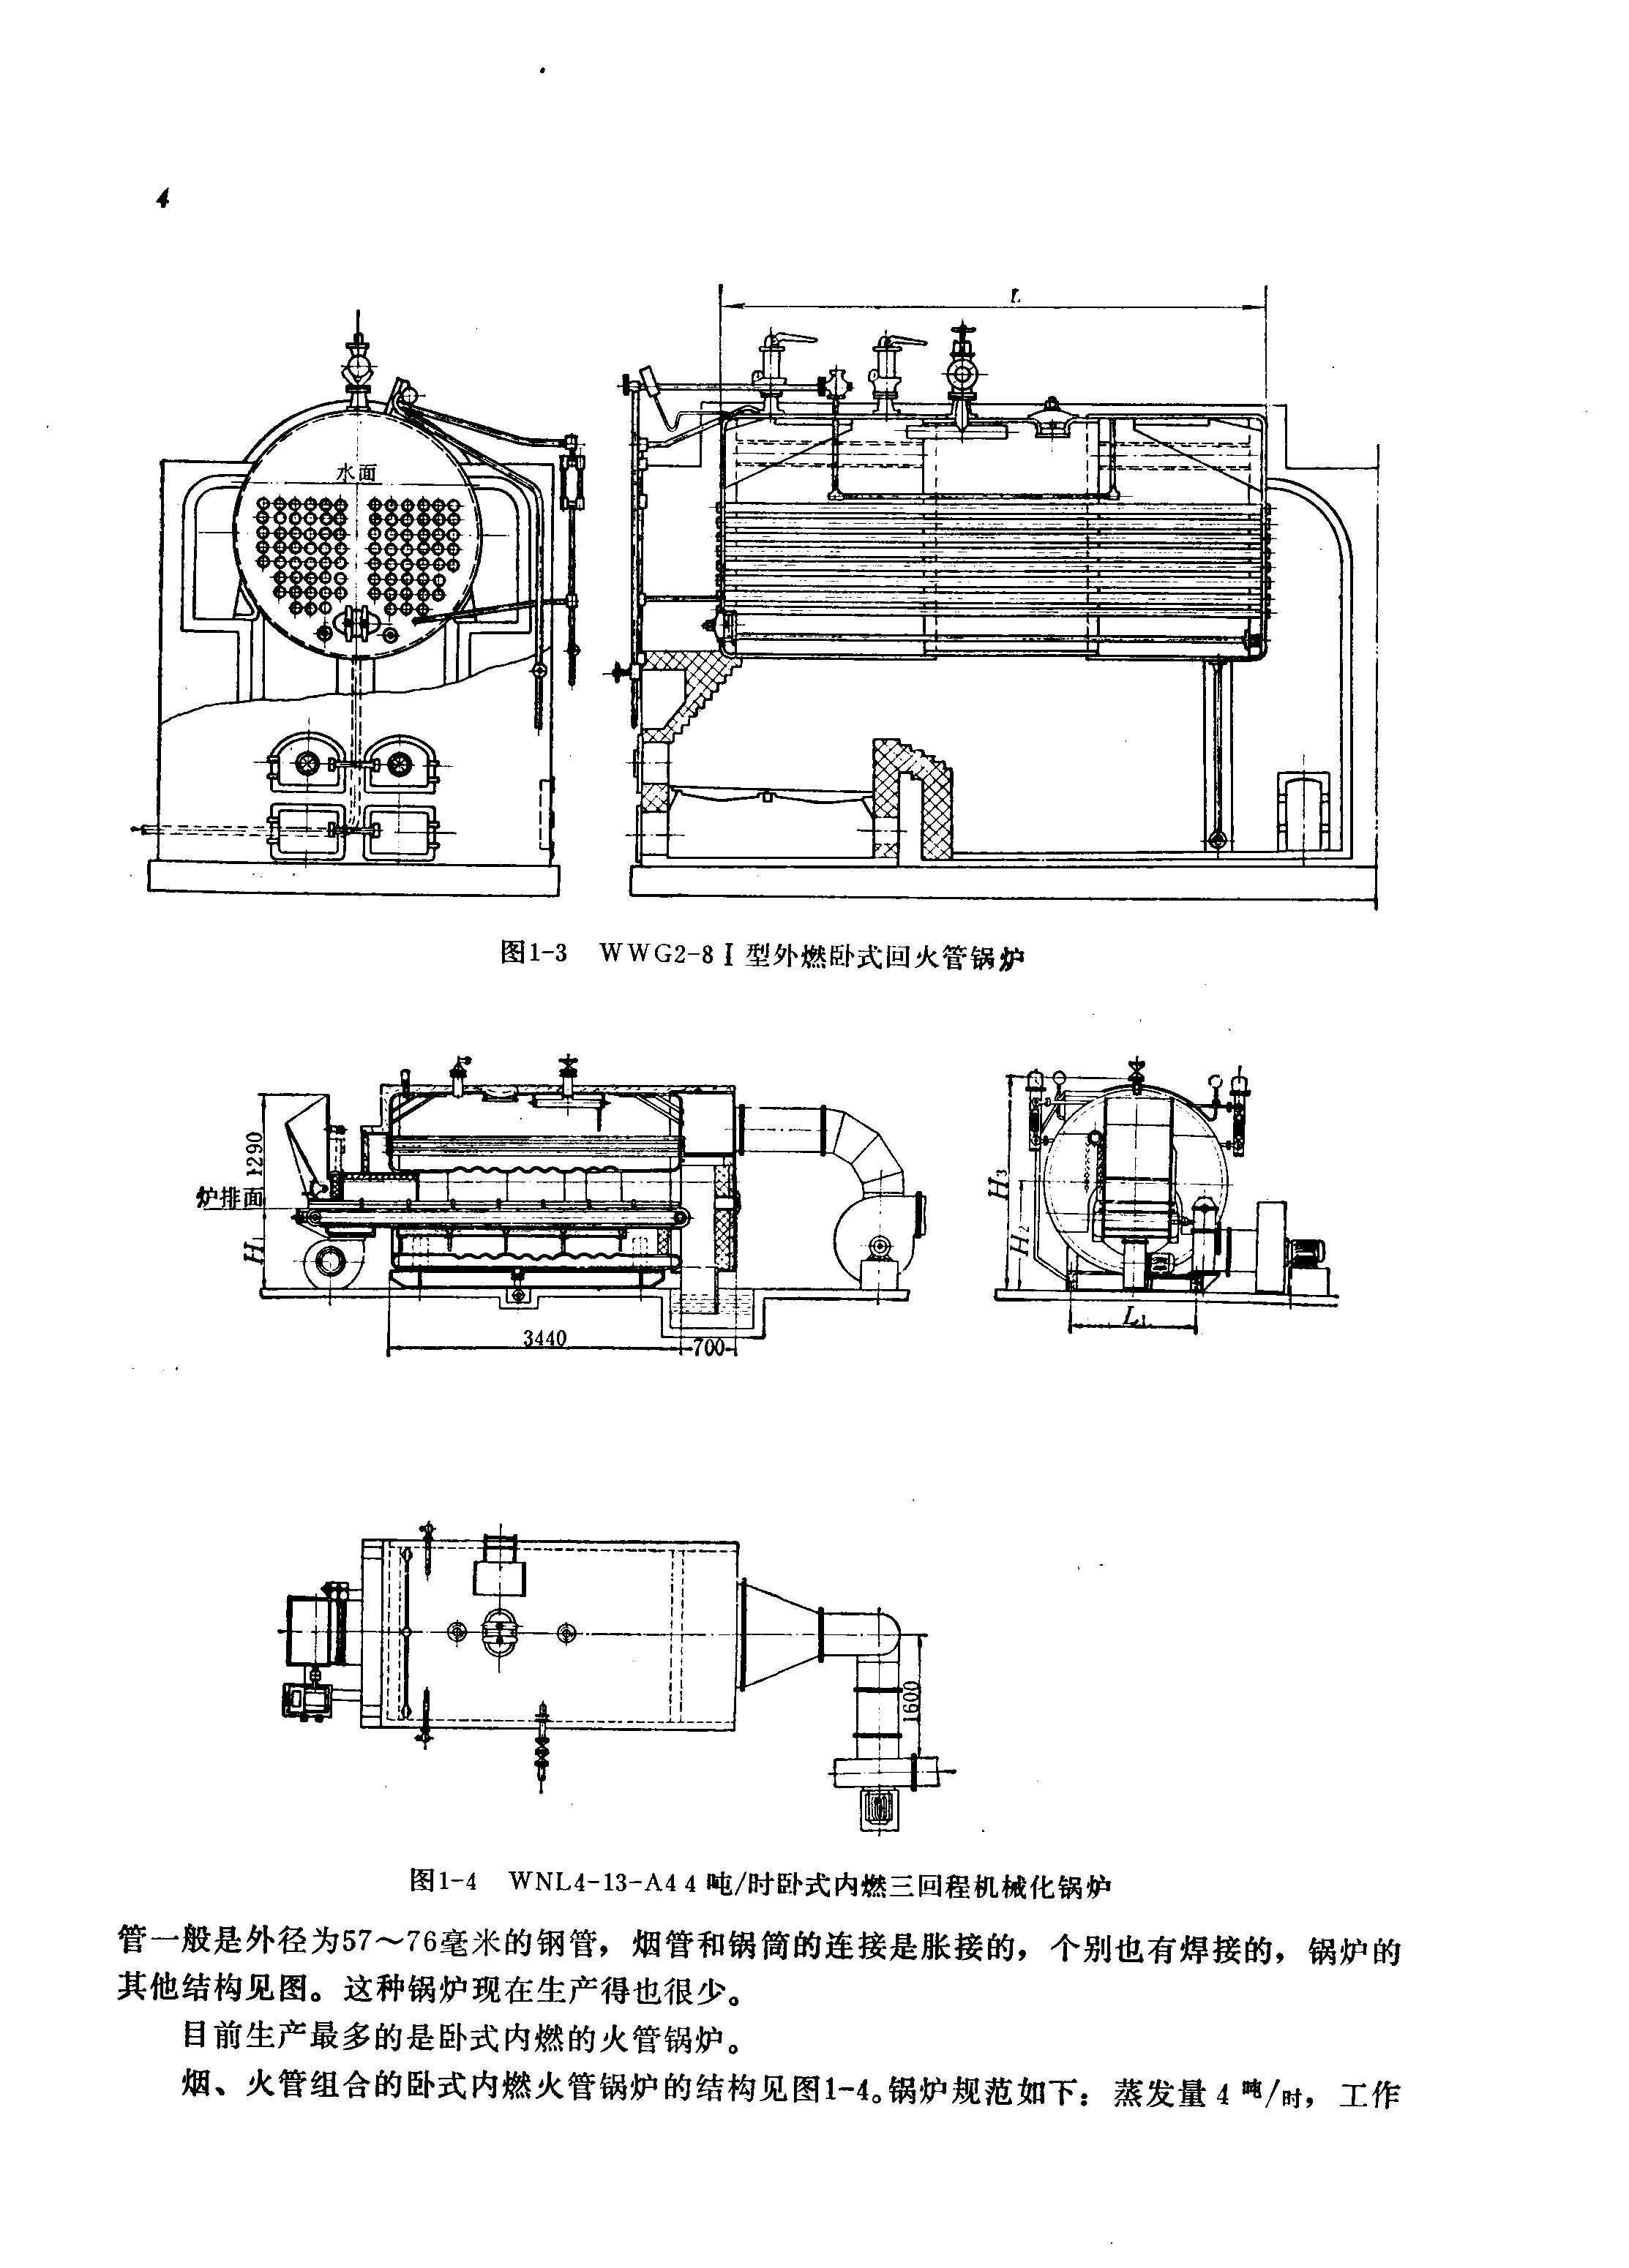 4
L
水面
图1-3 WWG2-8Ⅰ型外燃卧式回火管锅炉
1290
炉排面
H1
3440
700
H3
H2
L1
1600
图1-4 WNL4-13-A4 4吨/时卧式内燃三回程机械化锅炉
管一般是外径为57～76毫米的钢管，烟管和锅筒的连接是胀接的，个别也有焊接的，锅炉的
其他结构见图。这种锅炉现在生产得也很少。
目前生产最多的是卧式内燃的火管锅炉。
烟、火管组合的卧式内燃火管锅炉的结构见图1-4。锅炉规范如下：蒸发量4吨/时，工作